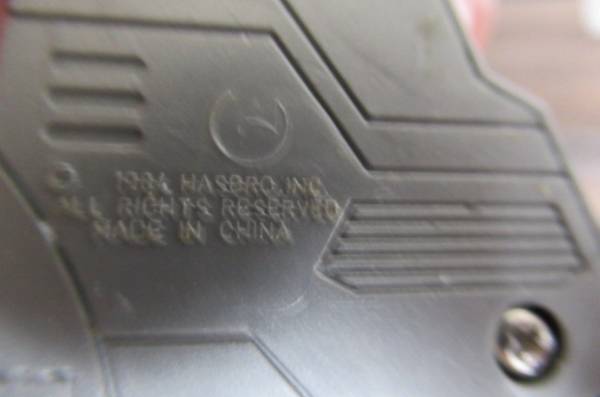 © 1984 HASBRO, INC.
ALL RIGHTS RESERVED
MADE IN CHINA